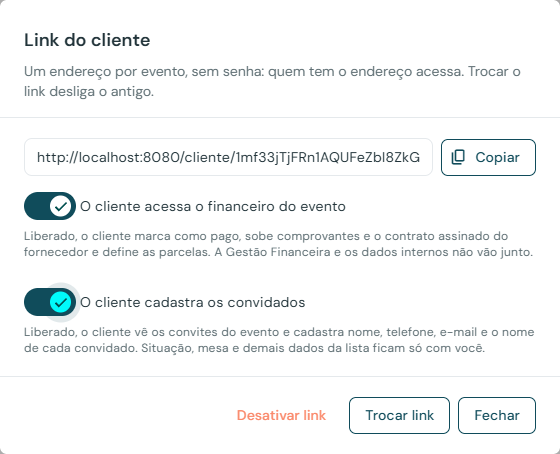 Link do cliente
Um endereço por evento, sem senha: quem tem o endereço acessa. Trocar o
link desliga o antigo.
http://localhost:8080/cliente/1mf33jTjFRn1AQUFeZbI8ZkG
Copiar
O cliente acessa o financeiro do evento
Liberado, o cliente marca como pago, sobe comprovantes e o contrato assinado do
fornecedor e define as parcelas. A Gestão Financeira e os dados internos não vão junto.
O cliente cadastra os convidados
Liberado, o cliente vê os convites do evento e cadastra nome, telefone, e-mail e o nome
de cada convidado. Situação, mesa e demais dados da lista ficam só com você.
Desativar link
Trocar link
Fechar